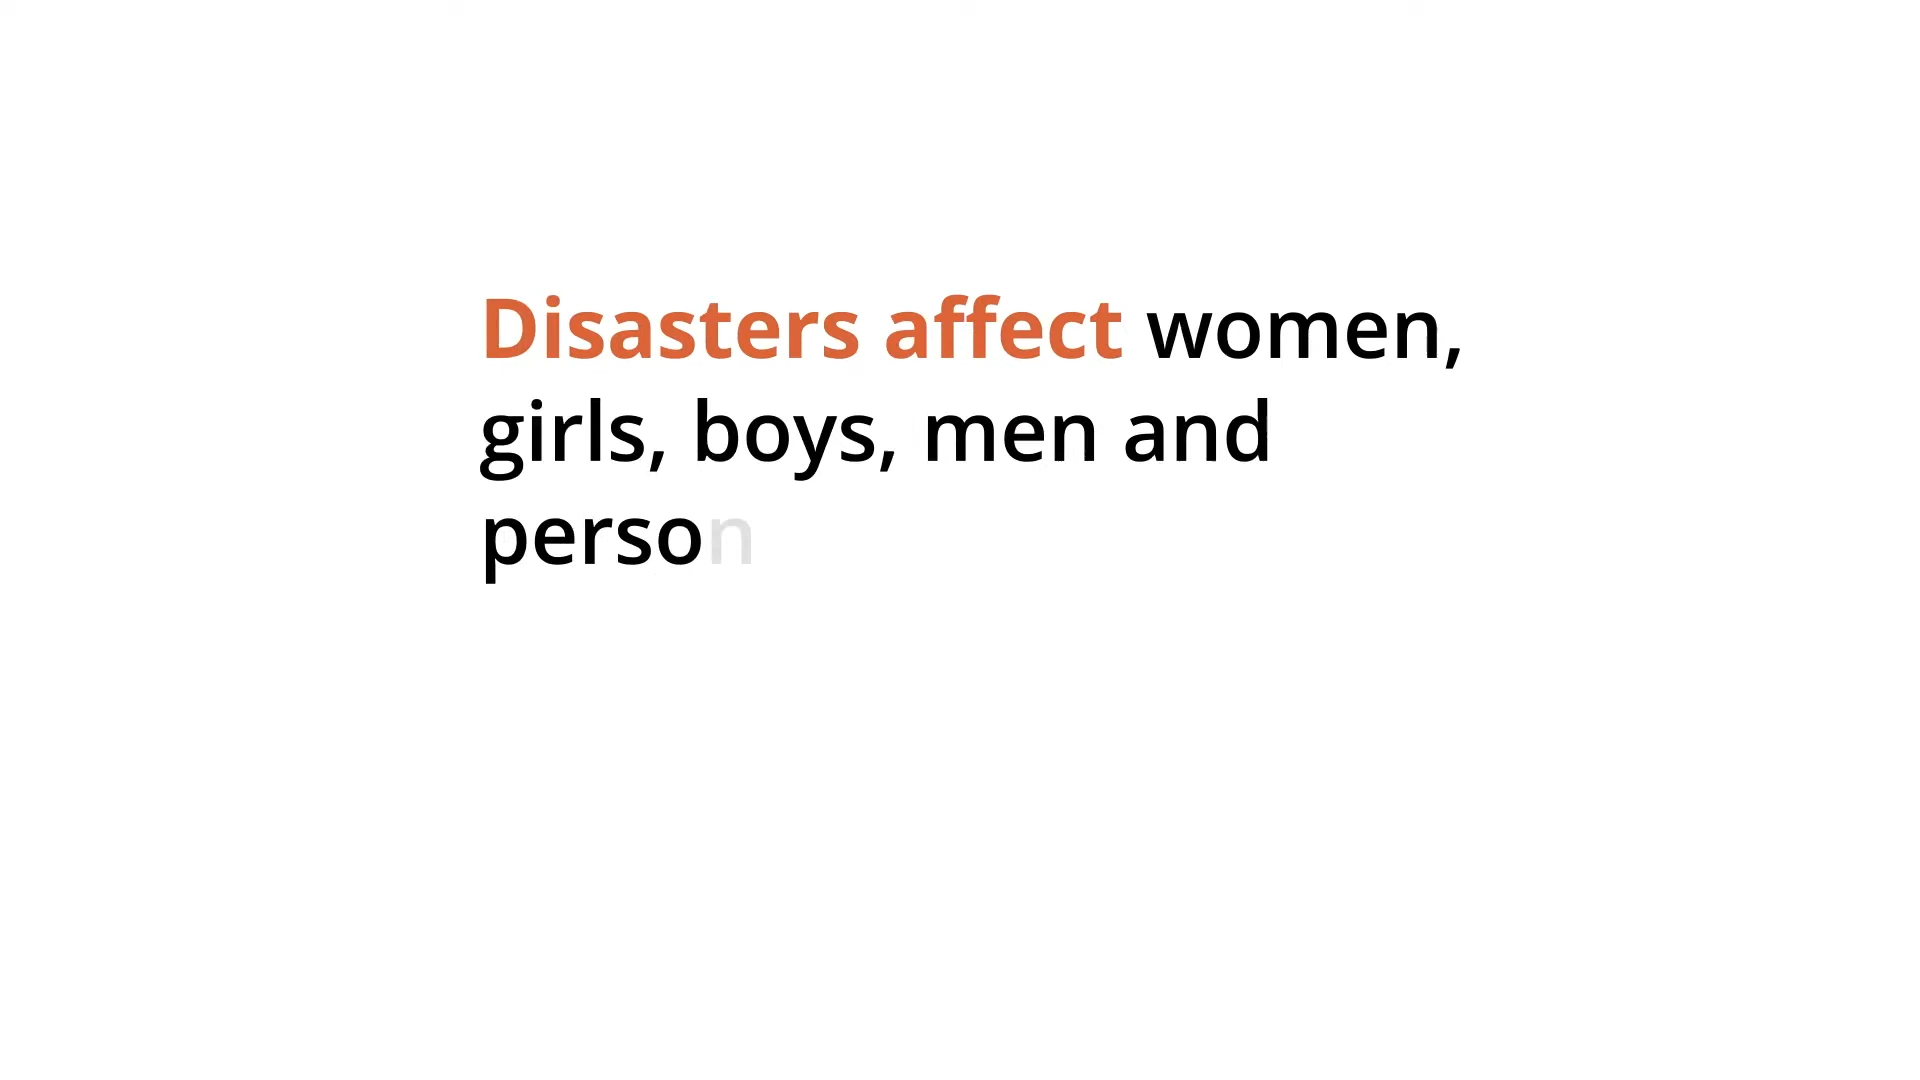 Disasters affect women,
girls, boys, men and
person